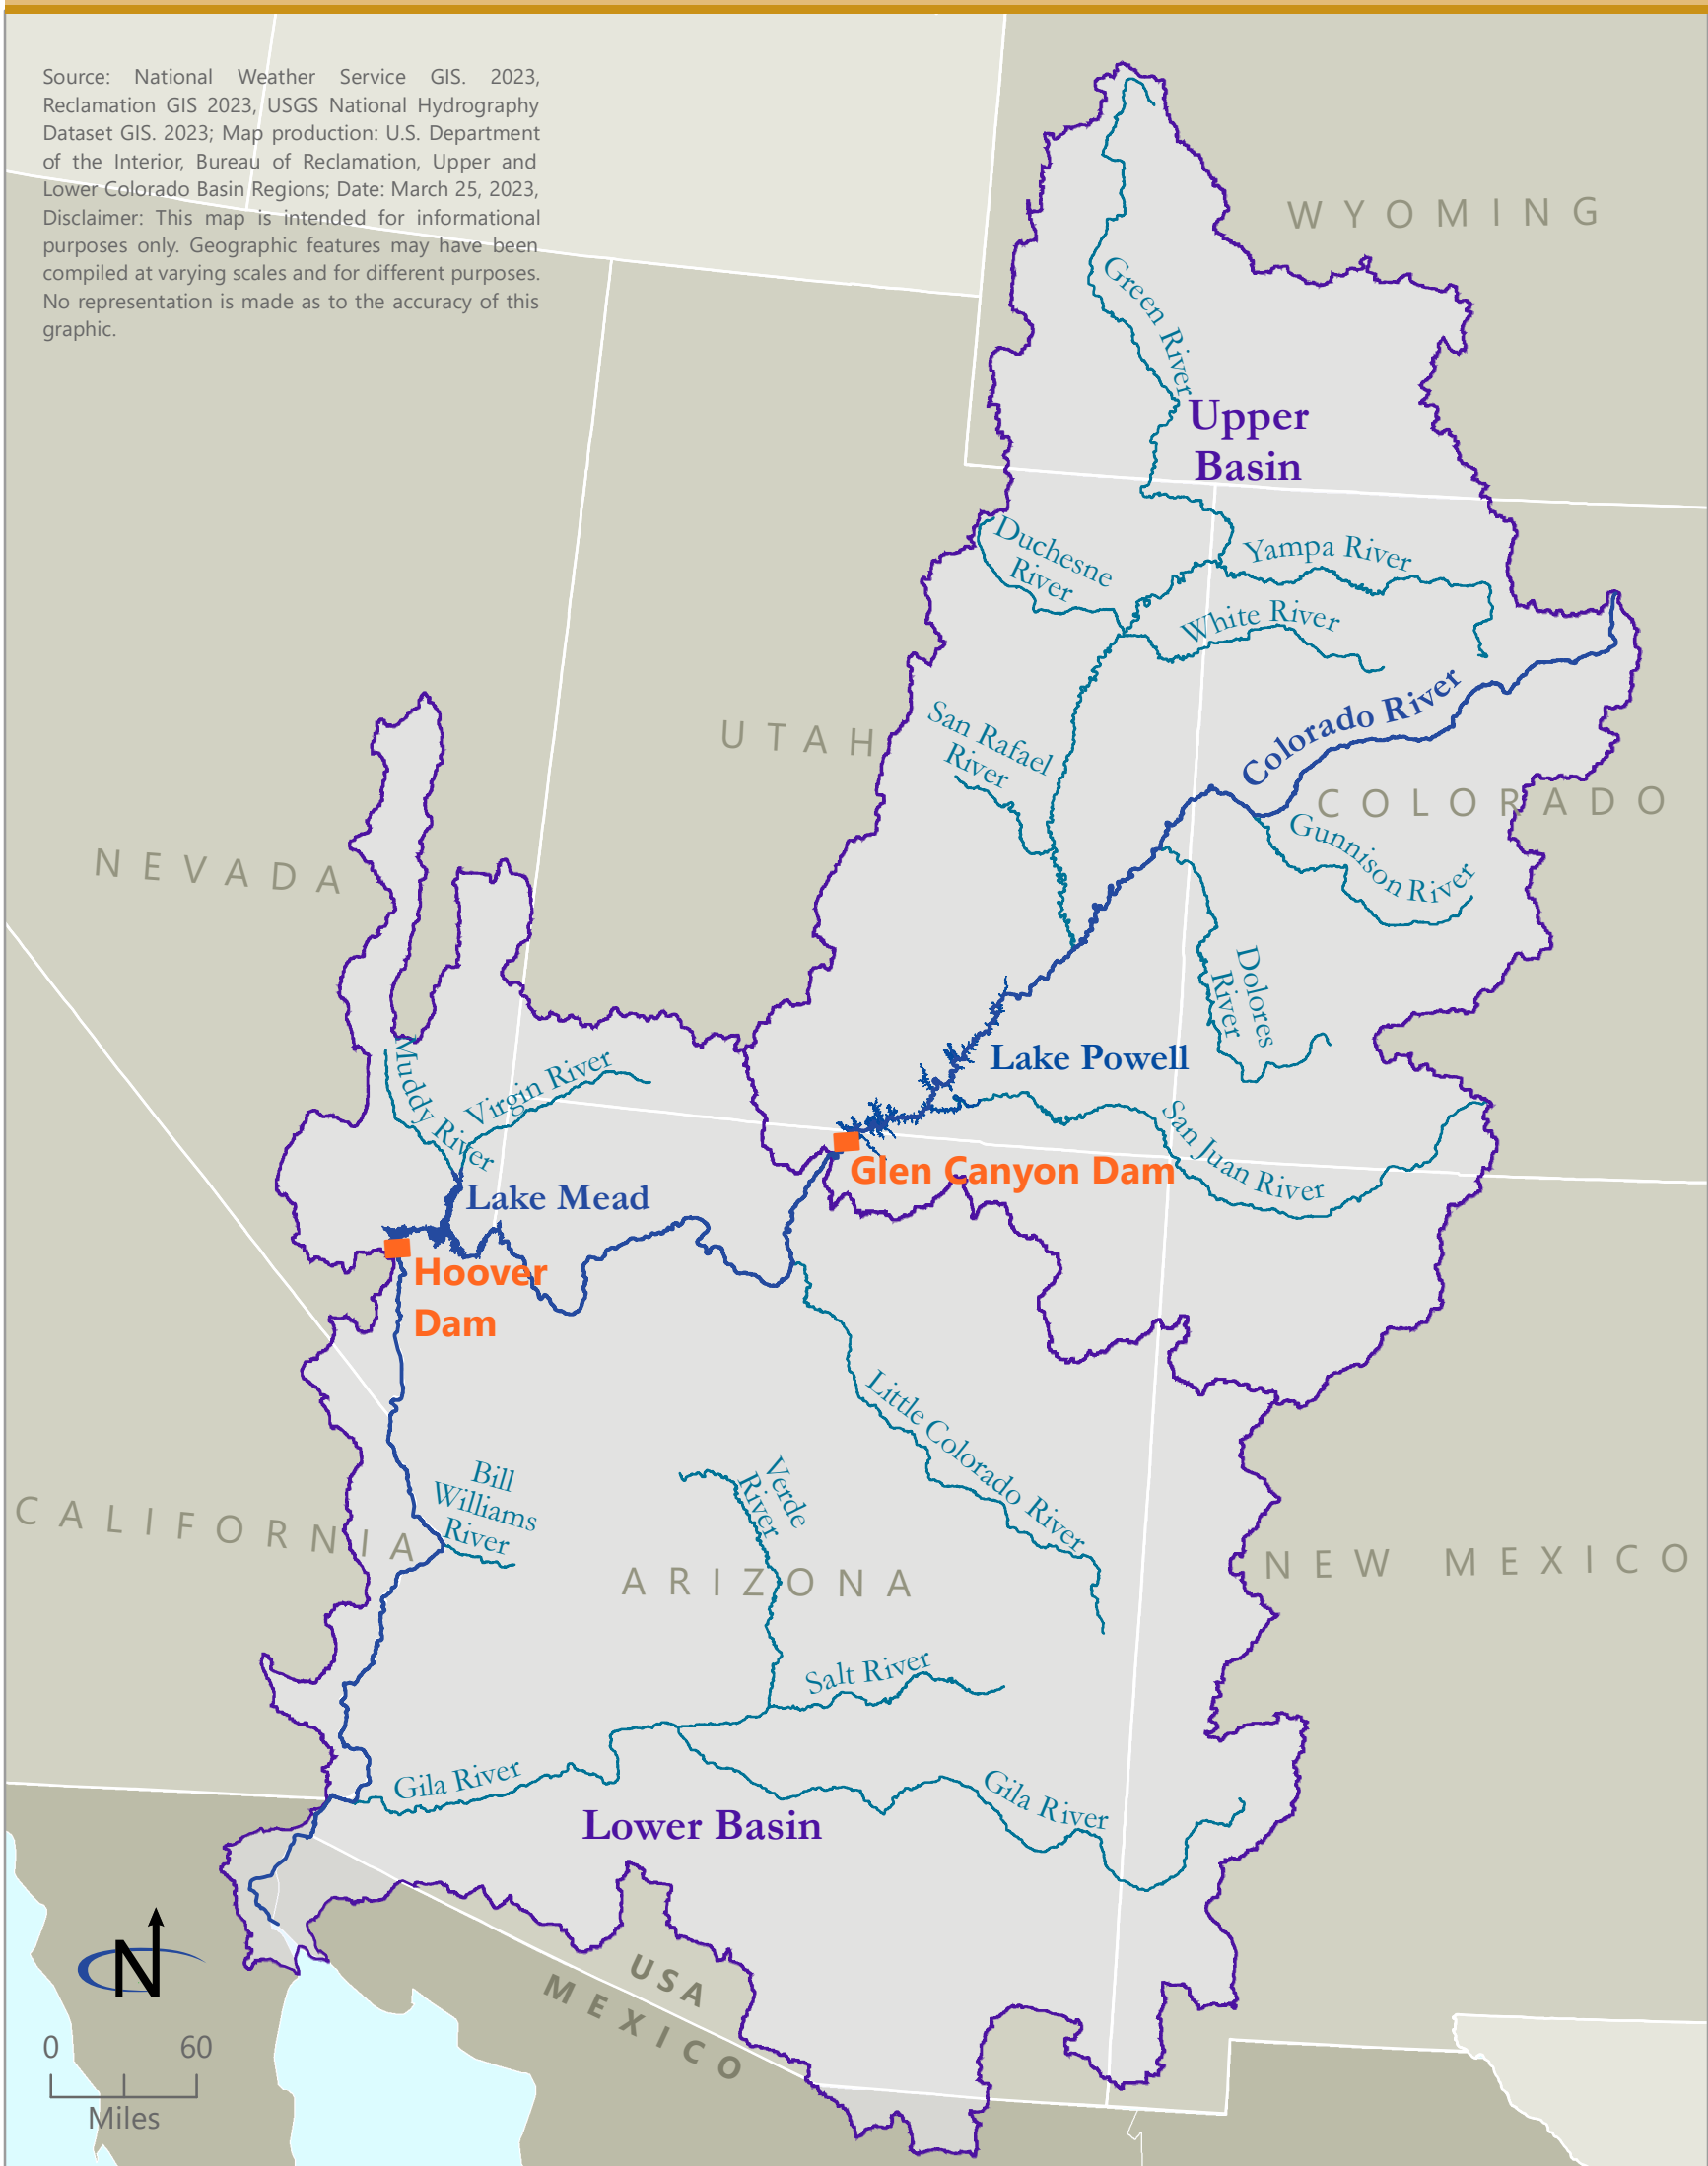 Source: National Weather Service GIS. 2023,
Reclamation GIS 2023, USGS National Hydrography
Dataset GIS. 2023; Map production: U.S. Department
of the Interior, Bureau of Reclamation, Upper and
Lower Colorado Basin Regions; Date: March 25, 2023,
Disclaimer: This map is intended for informational
purposes only. Geographic features may have been
compiled at varying scales and for different purposes.
No representation is made as to the accuracy of this
graphic.
WYOMING
Green River
Upper
Basin
Duchesne
River
Yampa River
White River
Colorado River
San Rafael
River
UTAH
COLORADO
Gunnison River
NEVADA
Dolores
River
Lake Powell
Muddy River
Virgin River
San Juan River
Glen Canyon Dam
Lake Mead
Hoover
Dam
Little Colorado River
Bill
Williams
River
Verde
River
CALIFORNIA
ARIZONA
NEW MEXICO
Salt River
Gila River
Gila River
Lower Basin
N
USA
MEXICO
0 60
Miles